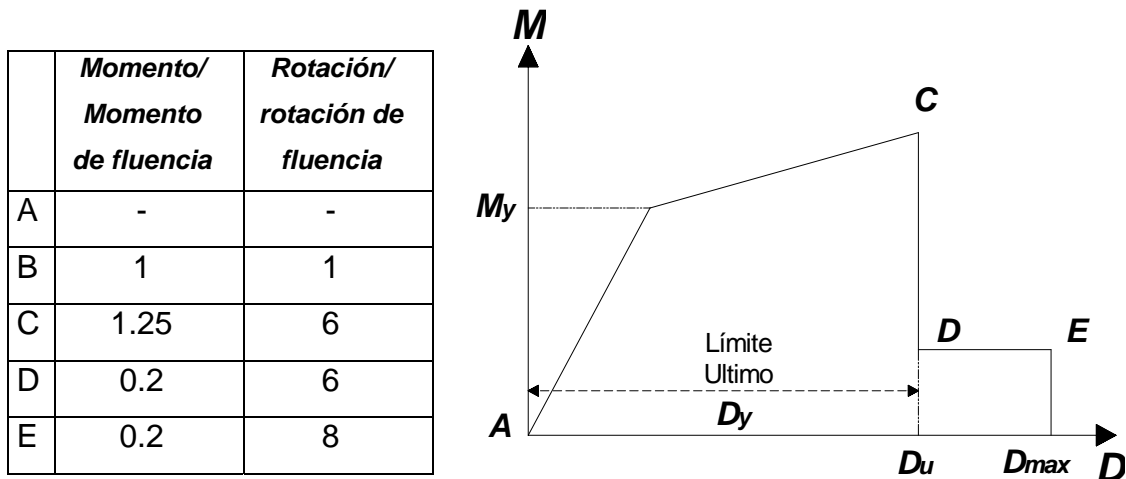 Momento/ Momento de fluencia Rotación/ rotación de fluencia
A - -
B 1 1
C 1.25 6
D 0.2 6
E 0.2 8
M
C
My
D E
Límite
Ultimo
Dy
A
Du Dmax D